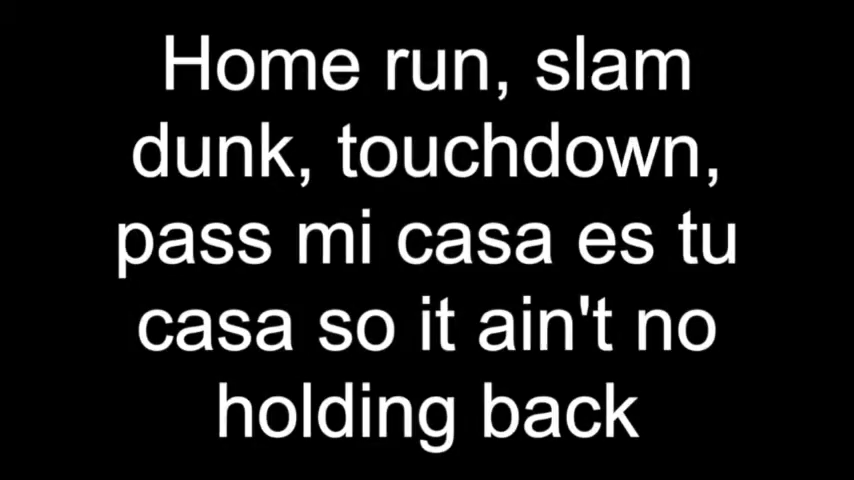 Home run, slam
dunk, touchdown,
pass mi casa es tu
casa so it ain't no
holding back